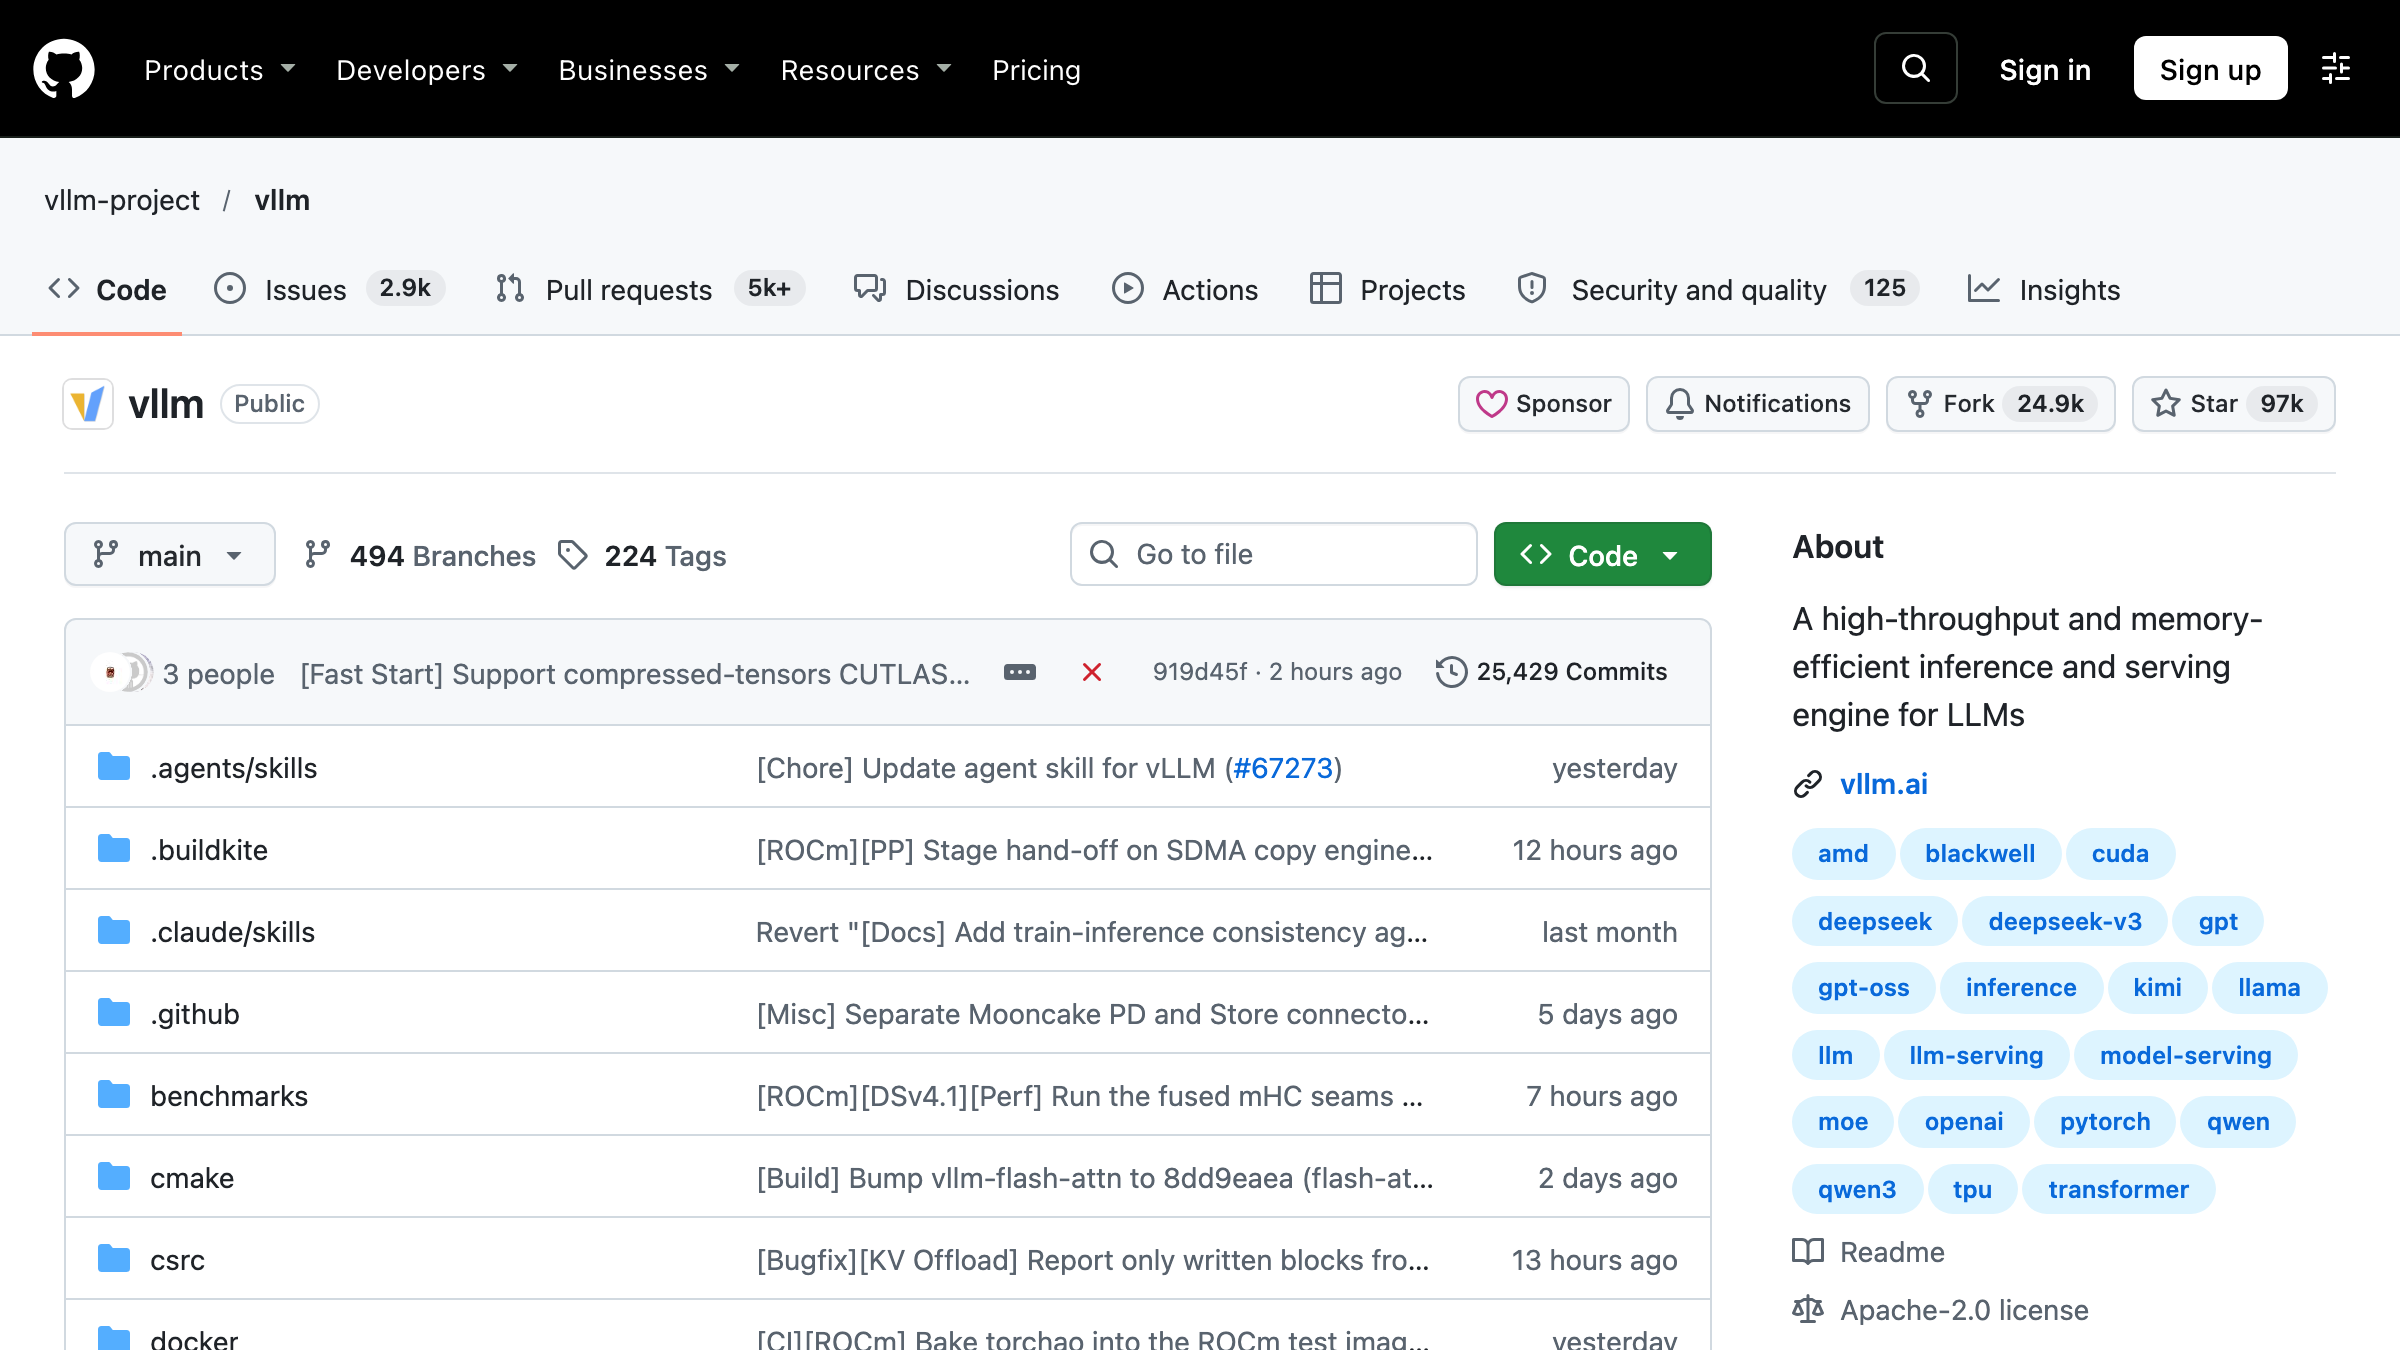 Products Developers Businesses Resources Pricing Sign in Sign up
vllm-project / vllm
Code Issues 2.9k Pull requests 5k+ Discussions Actions Projects Security and quality 125 Insights
vllm Public Sponsor Notifications Fork 24.9k Star 97k
main 494 Branches 224 Tags Go to file Code
3 people [Fast Start] Support compressed-tensors CUTLAS... 919d45f · 2 hours ago 25,429 Commits
.agents/skills [Chore] Update agent skill for vLLM (#67273) yesterday
.buildkite [ROCm][PP] Stage hand-off on SDMA copy engine... 12 hours ago
.claude/skills Revert "[Docs] Add train-inference consistency ag... last month
.github [Misc] Separate Mooncake PD and Store connecto... 5 days ago
benchmarks [ROCm][DSv4.1][Perf] Run the fused mHC seams ... 7 hours ago
cmake [Build] Bump vllm-flash-attn to 8dd9eaea (flash-at... 2 days ago
csrc [Bugfix][KV Offload] Report only written blocks fro... 13 hours ago
docker [CI][ROCm] Bake torchao into the ROCm test imag... yesterday
About
A high-throughput and memory-
efficient inference and serving
engine for LLMs
vllm.ai
amd blackwell cuda
deepseek deepseek-v3 gpt
gpt-oss inference kimi llama
llm llm-serving model-serving
moe openai pytorch qwen
qwen3 tpu transformer
Readme
Apache-2.0 license